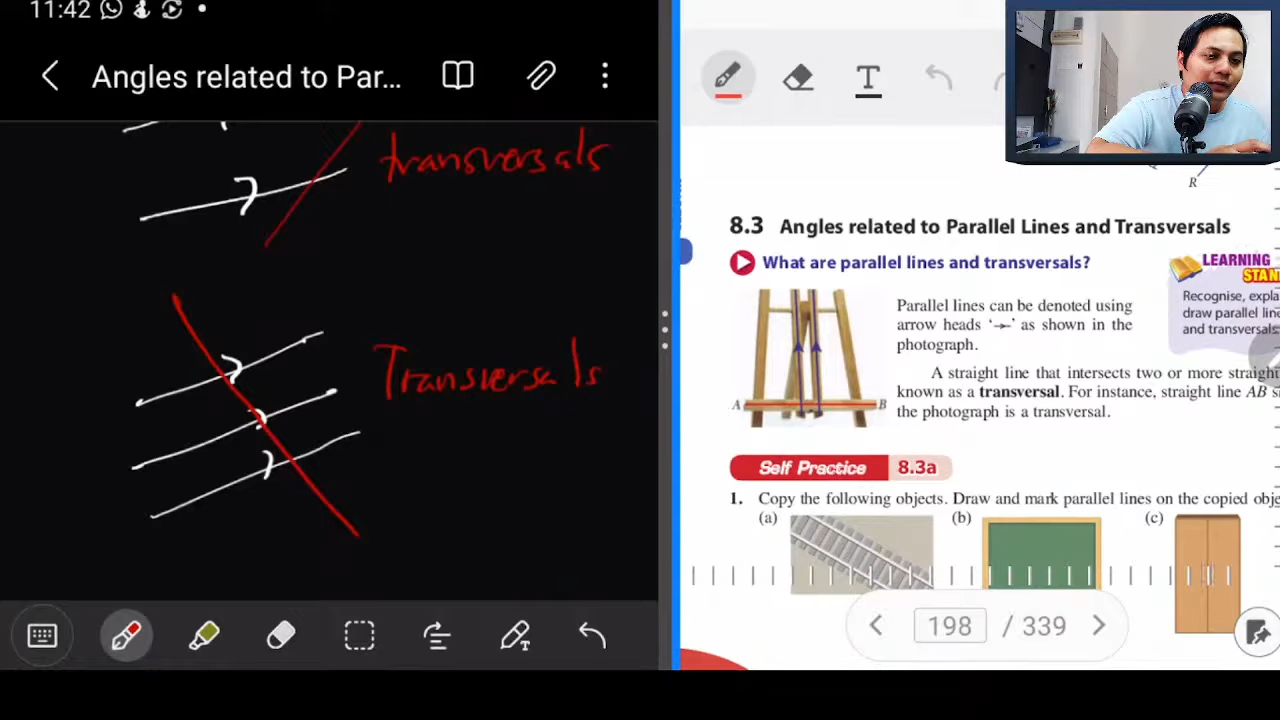 11:42
Angles related to Par...
transversals
Transversals
T
R
8.3 Angles related to Parallel Lines and Transversals
What are parallel lines and transversals?
LEARNING
STAN
Recognise, expla
draw parallel line
and transversals
Parallel lines can be denoted using
arrow heads '→' as shown in the
photograph.
A straight line that intersects two or more straight
known as a transversal. For instance, straight line AB s
the photograph is a transversal.
A
B
Self Practice 8.3a
1. Copy the following objects. Draw and mark parallel lines on the copied obje
(a)
(b)
(c)
198 / 339
T